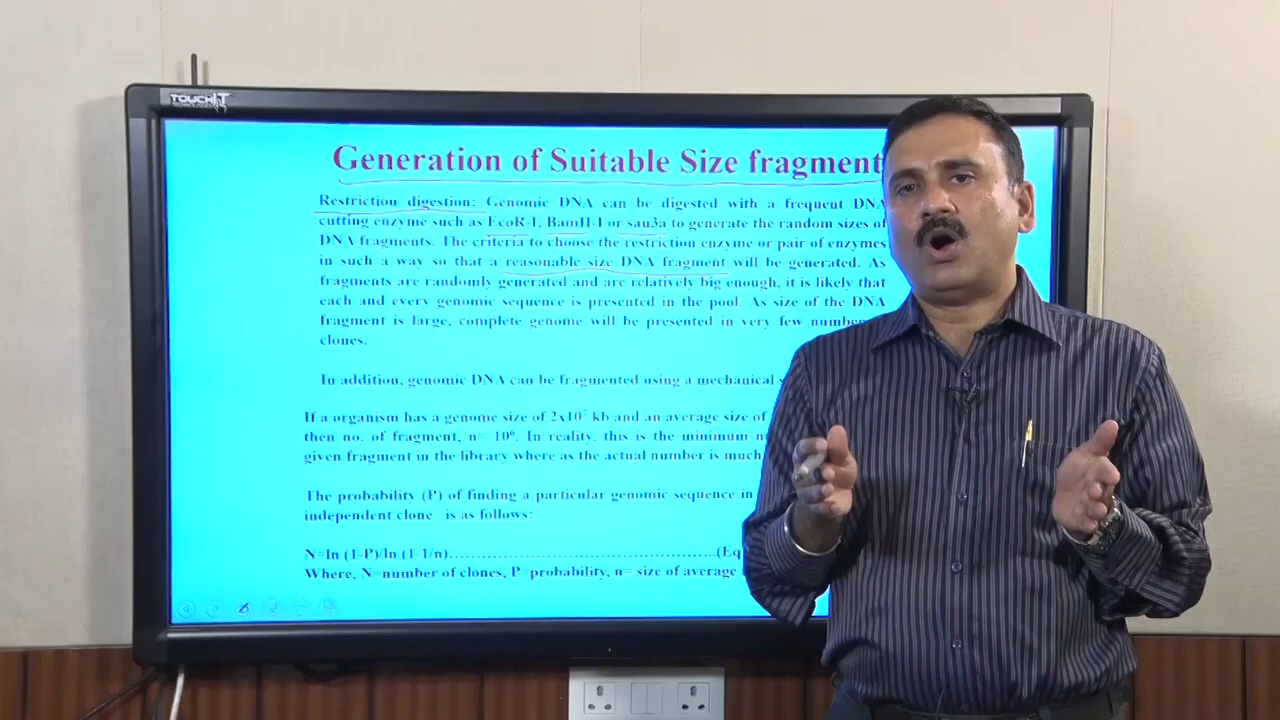 TOUCHIT
TECHNOLOGIES
Generation of Suitable Size fragment
Restriction digestion: Genomic DNA can be digested with a frequent DNA
cutting enzyme such as EcoR-I, BamH-I or sau3a to generate the random sizes of
DNA fragments. The criteria to choose the restriction enzyme or pair of enzymes
in such a way so that a reasonable size DNA fragment will be generated. As
fragments are randomly generated and are relatively big enough, it is likely that
each and every genomic sequence is presented in the pool. As size of the DNA
fragment is large, complete genome will be presented in very few number
clones.
In addition, genomic DNA can be fragmented using a mechanical
If a organism has a genome size of 2x10⁷ kb and an average size of
then no. of fragment, n= 10⁶. In reality, this is the minimum
given fragment in the library where as the actual number is much
The probability (P) of finding a particular genomic sequence in
independent clone is as follows:
N=ln (1-P)/ln (1-1/n)……………………………………….(Eq
Where, N=number of clones, P=probability, n= size of average